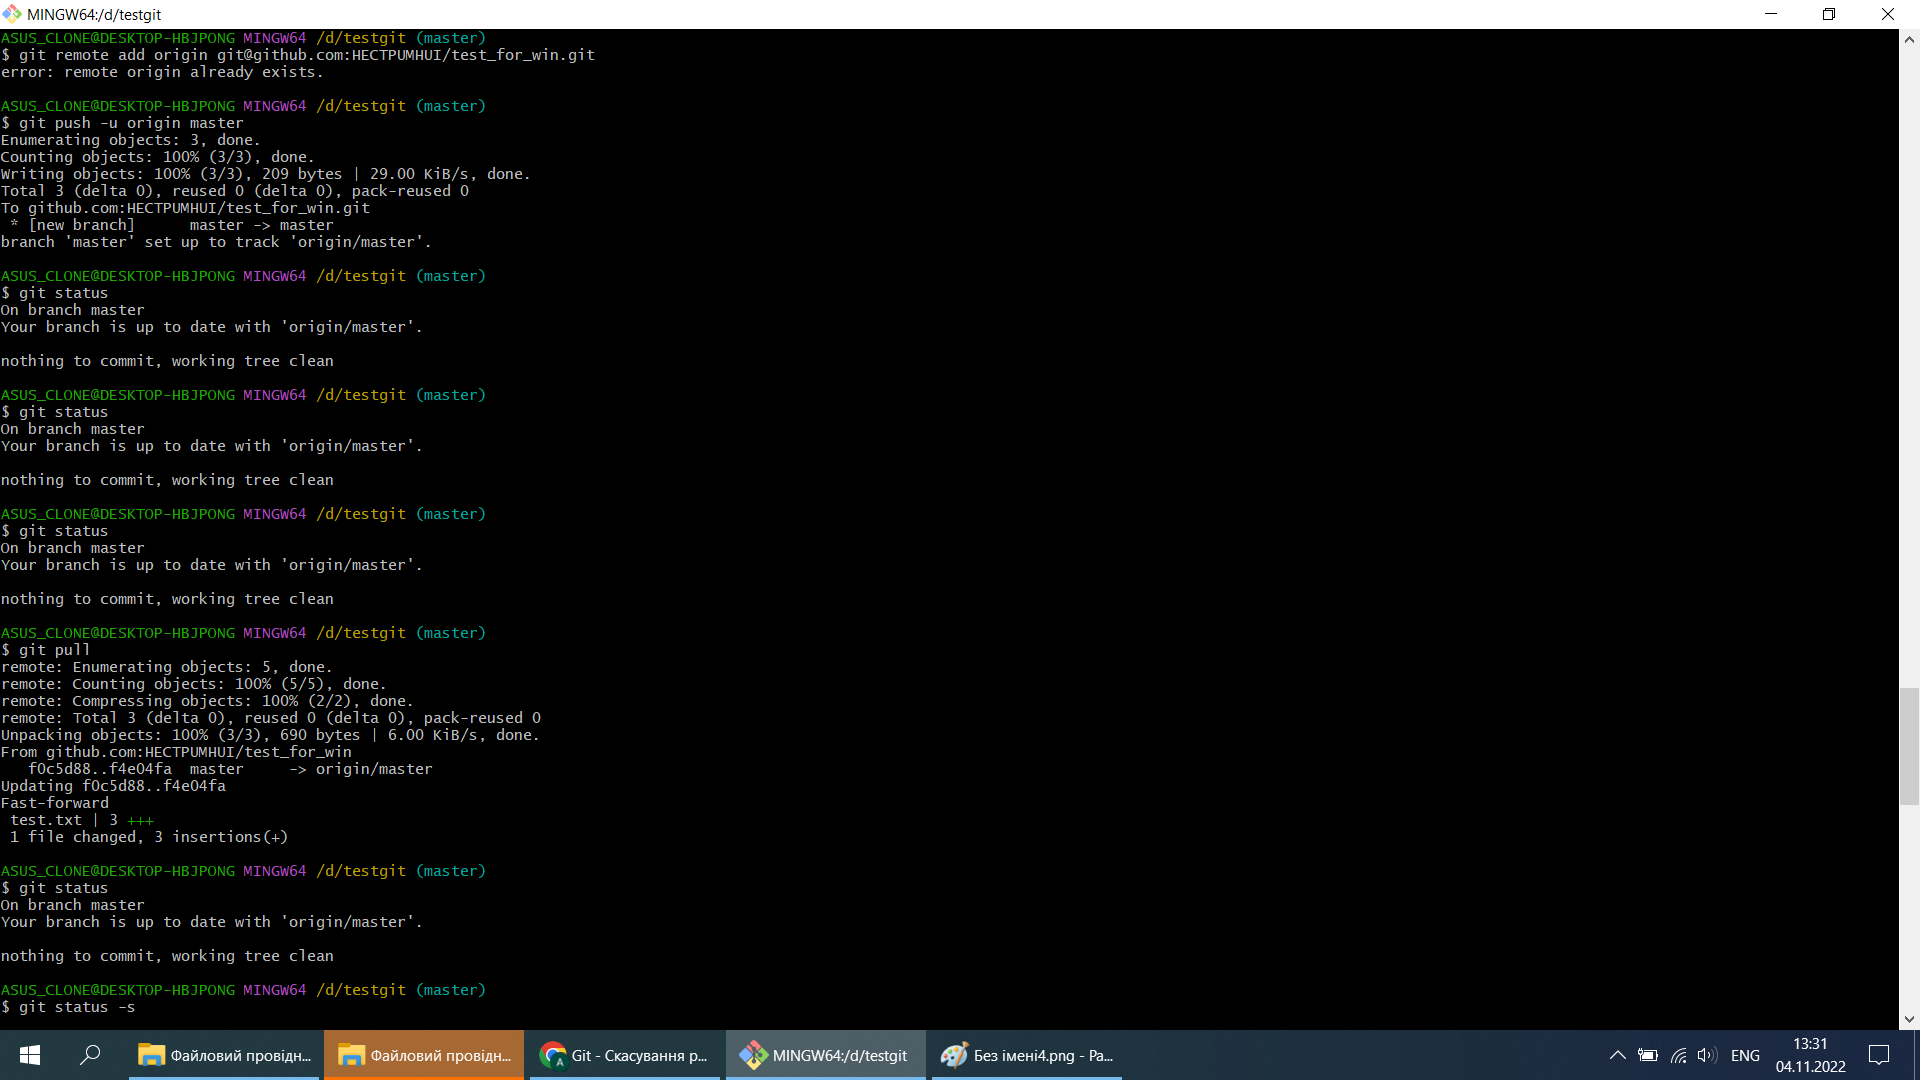 MINGW64:/d/testgit
ASUS_CLONE@DESKTOP-HBJPONG MINGW64 /d/testgit (master)
$ git remote add origin git@github.com:HECTPUMHUI/test_for_win.git
error: remote origin already exists.
ASUS_CLONE@DESKTOP-HBJPONG MINGW64 /d/testgit (master)
$ git push -u origin master
Enumerating objects: 3, done.
Counting objects: 100% (3/3), done.
Writing objects: 100% (3/3), 209 bytes | 29.00 KiB/s, done.
Total 3 (delta 0), reused 0 (delta 0), pack-reused 0
To github.com:HECTPUMHUI/test_for_win.git
 * [new branch]      master -> master
branch 'master' set up to track 'origin/master'.
ASUS_CLONE@DESKTOP-HBJPONG MINGW64 /d/testgit (master)
$ git status
On branch master
Your branch is up to date with 'origin/master'.
nothing to commit, working tree clean
ASUS_CLONE@DESKTOP-HBJPONG MINGW64 /d/testgit (master)
$ git status
On branch master
Your branch is up to date with 'origin/master'.
nothing to commit, working tree clean
ASUS_CLONE@DESKTOP-HBJPONG MINGW64 /d/testgit (master)
$ git status
On branch master
Your branch is up to date with 'origin/master'.
nothing to commit, working tree clean
ASUS_CLONE@DESKTOP-HBJPONG MINGW64 /d/testgit (master)
$ git pull
remote: Enumerating objects: 5, done.
remote: Counting objects: 100% (5/5), done.
remote: Compressing objects: 100% (2/2), done.
remote: Total 3 (delta 0), reused 0 (delta 0), pack-reused 0
Unpacking objects: 100% (3/3), 690 bytes | 6.00 KiB/s, done.
From github.com:HECTPUMHUI/test_for_win
   f0c5d88..f4e04fa  master     -> origin/master
Updating f0c5d88..f4e04fa
Fast-forward
 test.txt | 3 +++
 1 file changed, 3 insertions(+)
ASUS_CLONE@DESKTOP-HBJPONG MINGW64 /d/testgit (master)
$ git status
On branch master
Your branch is up to date with 'origin/master'.
nothing to commit, working tree clean
ASUS_CLONE@DESKTOP-HBJPONG MINGW64 /d/testgit (master)
$ git status -s
Файловий провідн...
Файловий провідн...
Git - Скасування р...
MINGW64:/d/testgit
Без імені4.png - Pa...
ENG
13:31
04.11.2022